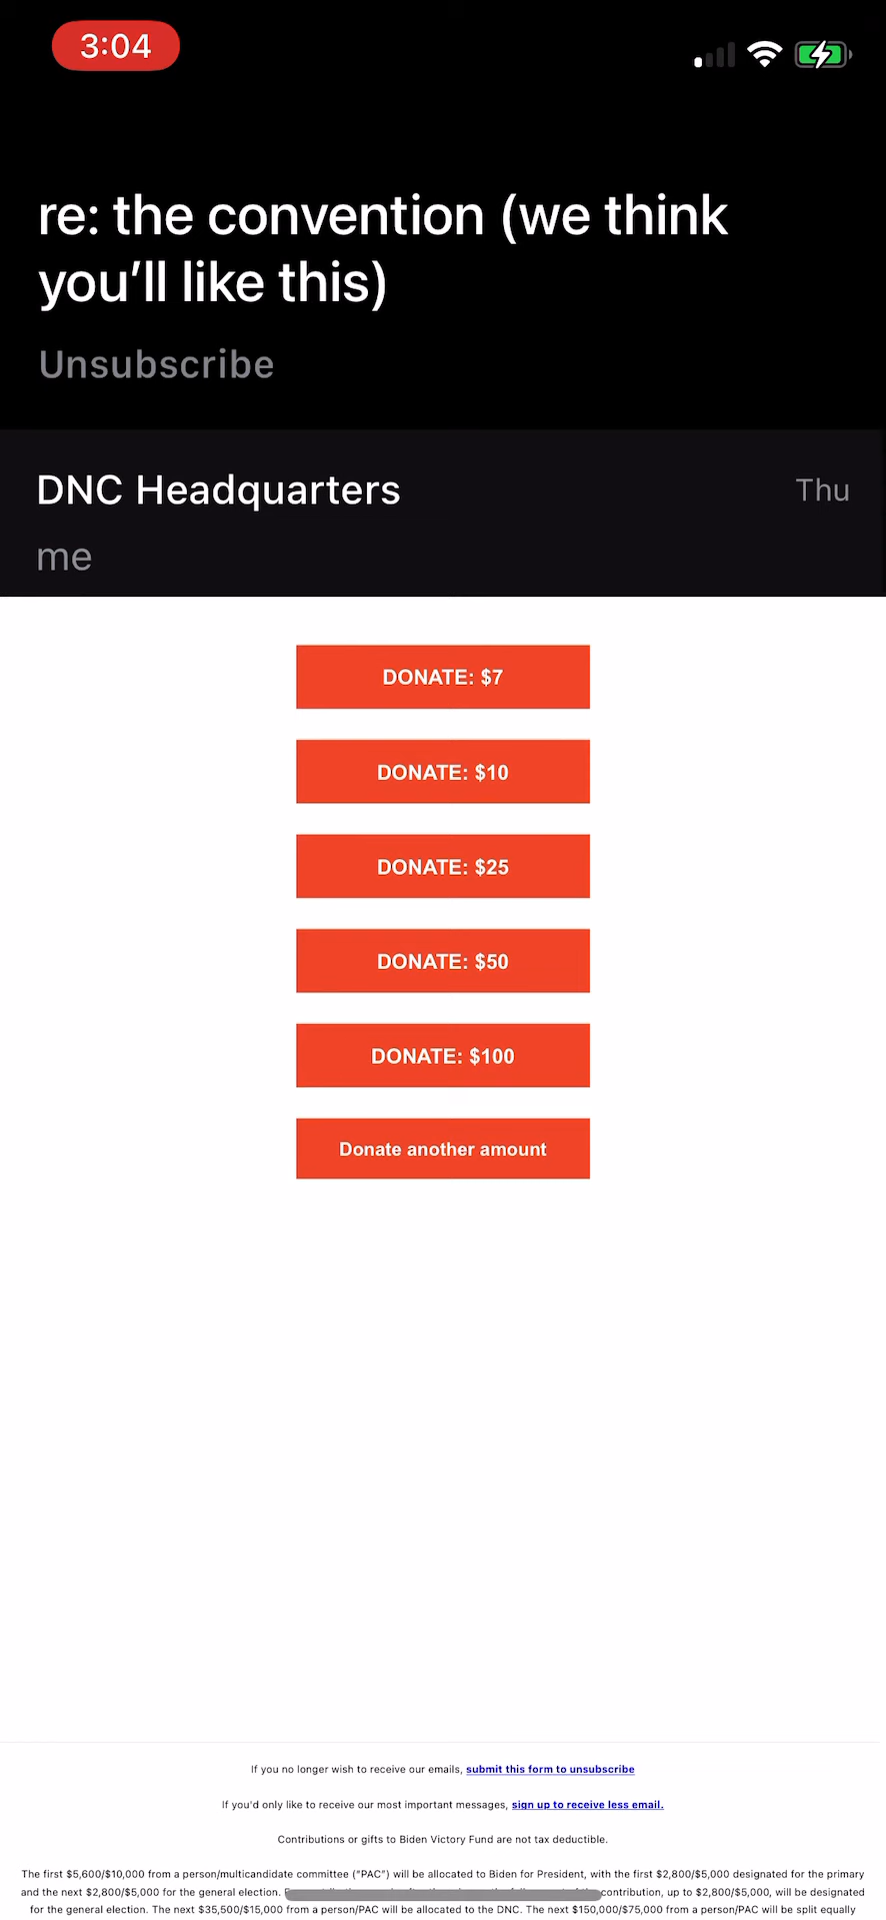 3:04
re: the convention (we think
you’ll like this)
Unsubscribe
DNC Headquarters
Thu
me
DONATE: $7
DONATE: $10
DONATE: $25
DONATE: $50
DONATE: $100
Donate another amount
If you no longer wish to receive our emails, submit this form to unsubscribe
If you'd only like to receive our most important messages, sign up to receive less email.
Contributions or gifts to Biden Victory Fund are not tax deductible.
The first $5,600/$10,000 from a person/multicandidate committee (“PAC”) will be allocated to Biden for President, with the first $2,800/$5,000 designated for the primary
and the next $2,800/$5,000 for the general election. contribution, up to $2,800/$5,000, will be designated
for the general election. The next $35,500/$15,000 from a person/PAC will be allocated to the DNC. The next $150,000/$75,000 from a person/PAC will be split equally